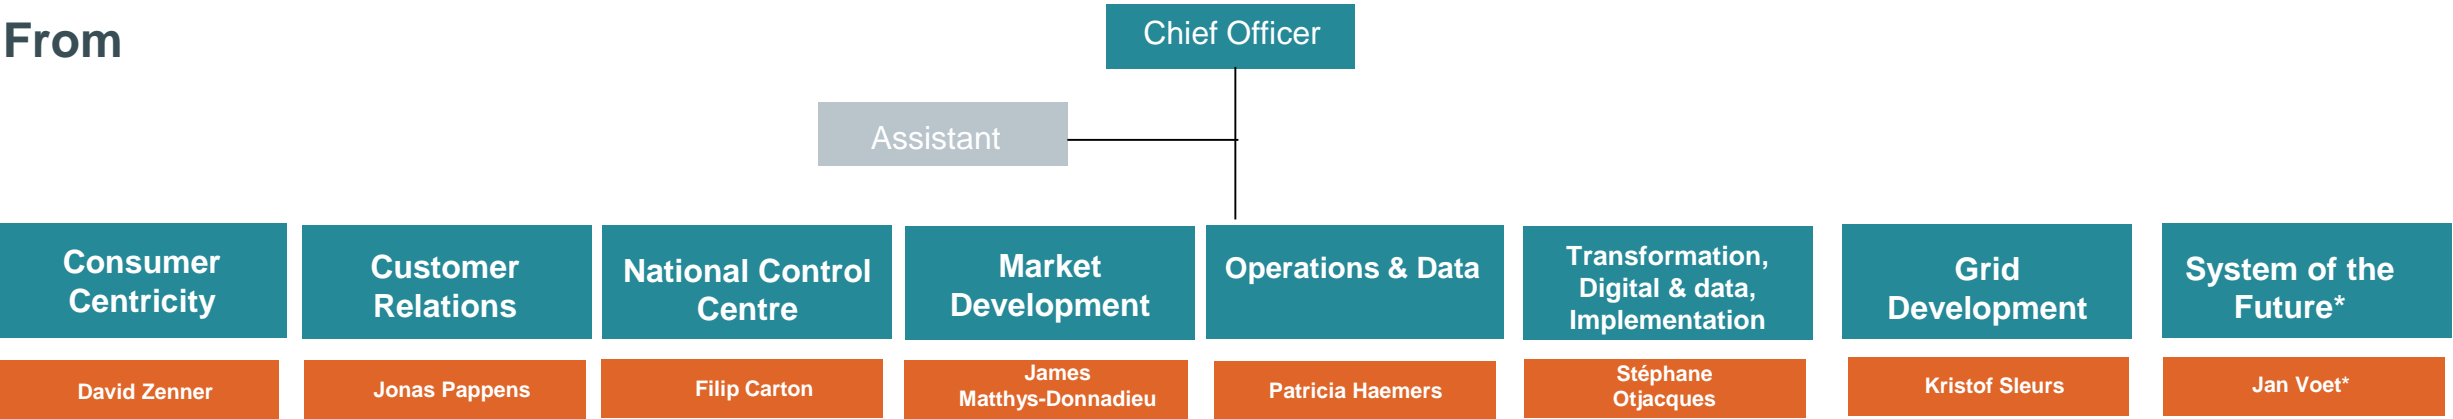 From
Chief Officer
Assistant
Consumer
Centricity
Customer
Relations
National Control
Centre
Market
Development
Operations & Data
Transformation,
Digital & data,
Implementation
Grid
Development
System of the
Future*
David Zenner
Jonas Pappens
Filip Carton
James
Matthys-Donnadieu
Patricia Haemers
Stéphane
Otjacques
Kristof Sleurs
Jan Voet*